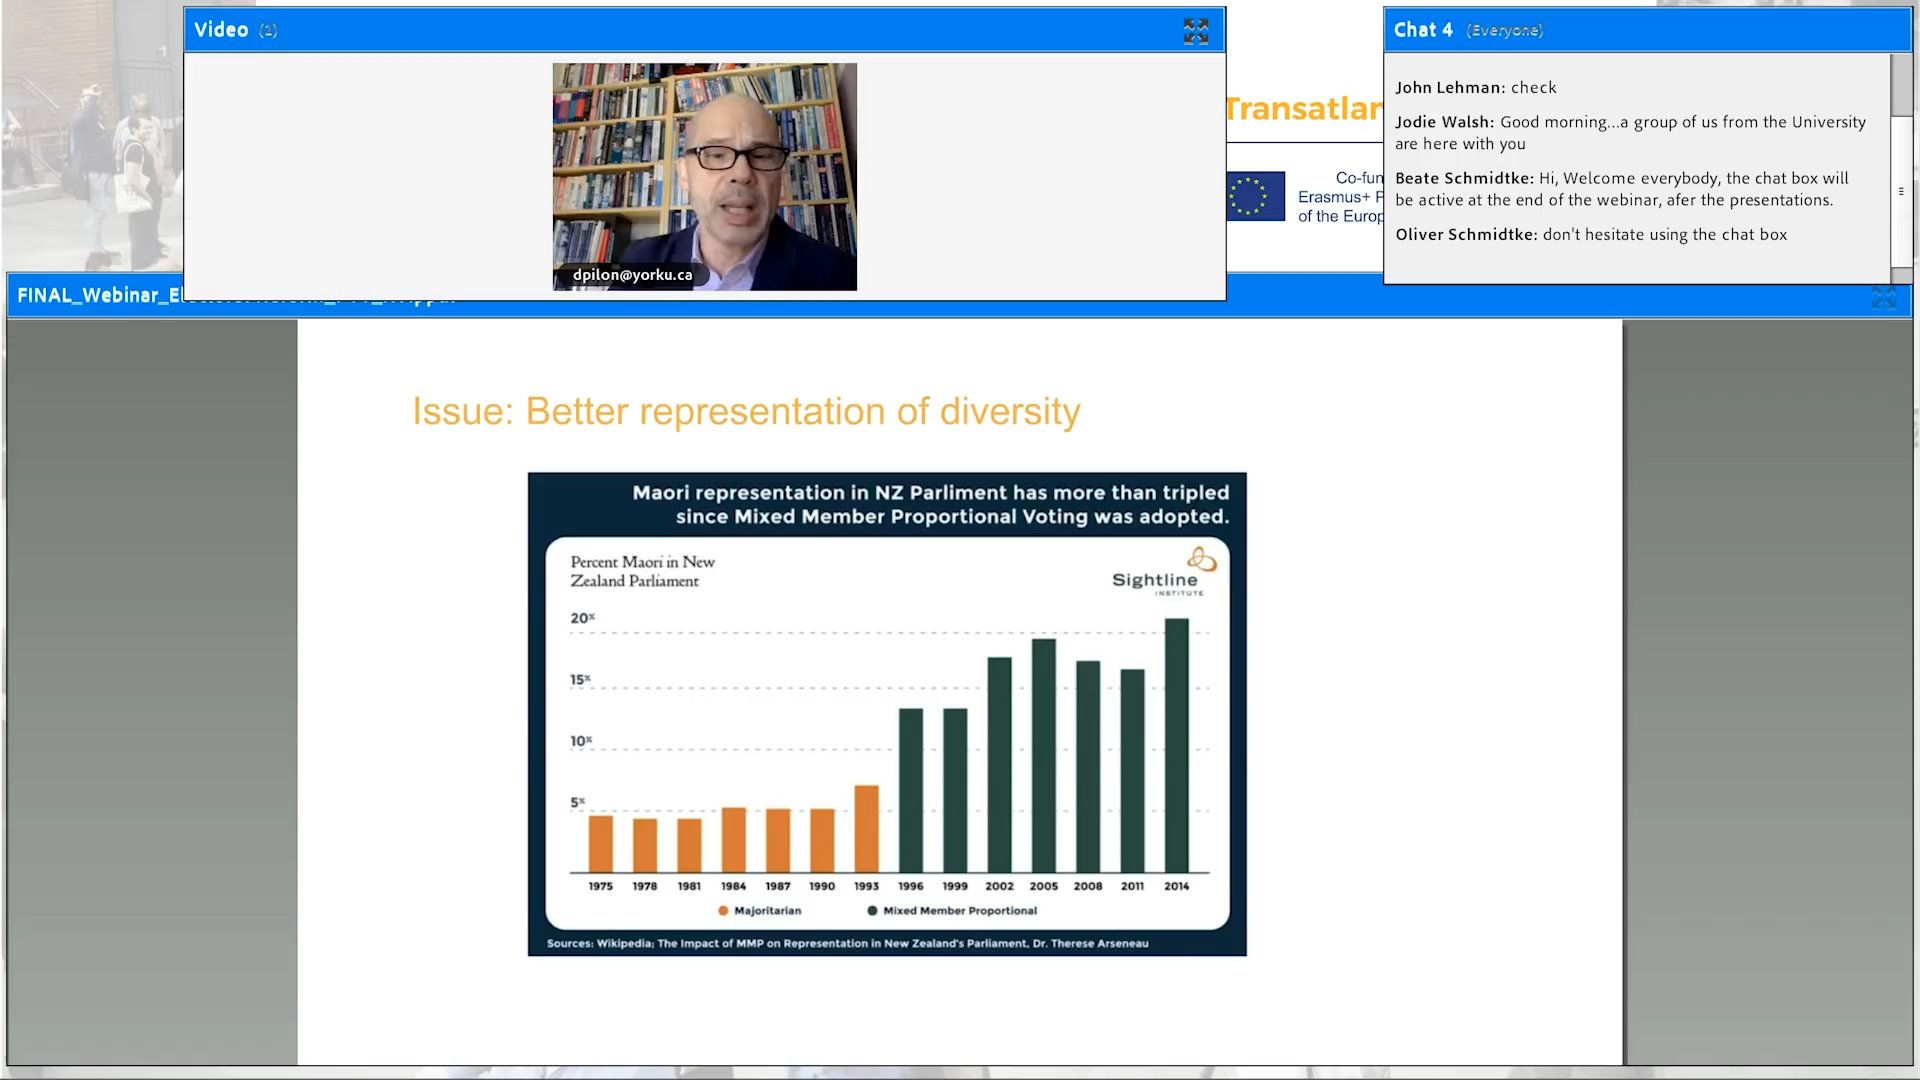 Video (1)
dpilon@yorku.ca
Transatlan
Co-fun
Erasmus+ P
of the Europ
Chat 4 (Everyone)
John Lehman: check
Jodie Walsh: Good morning...a group of us from the University
are here with you
Beate Schmidtke: Hi, Welcome everybody, the chat box will
be active at the end of the webinar, afer the presentations.
Oliver Schmidtke: don't hesitate using the chat box
Issue: Better representation of diversity
Maori representation in NZ Parliment has more than tripled
since Mixed Member Proportional Voting was adopted.
Percent Maori in New
Zealand Parliament
Sightline
INSTITUTE
20%
15%
10%
5%
1975 1978 1981 1984 1987 1990 1993 1996 1999 2002 2005 2008 2011 2014
Majoritarian Mixed Member Proportional
Sources: Wikipedia; The Impact of MMP on Representation in New Zealand's Parliament, Dr. Therese Arseneau